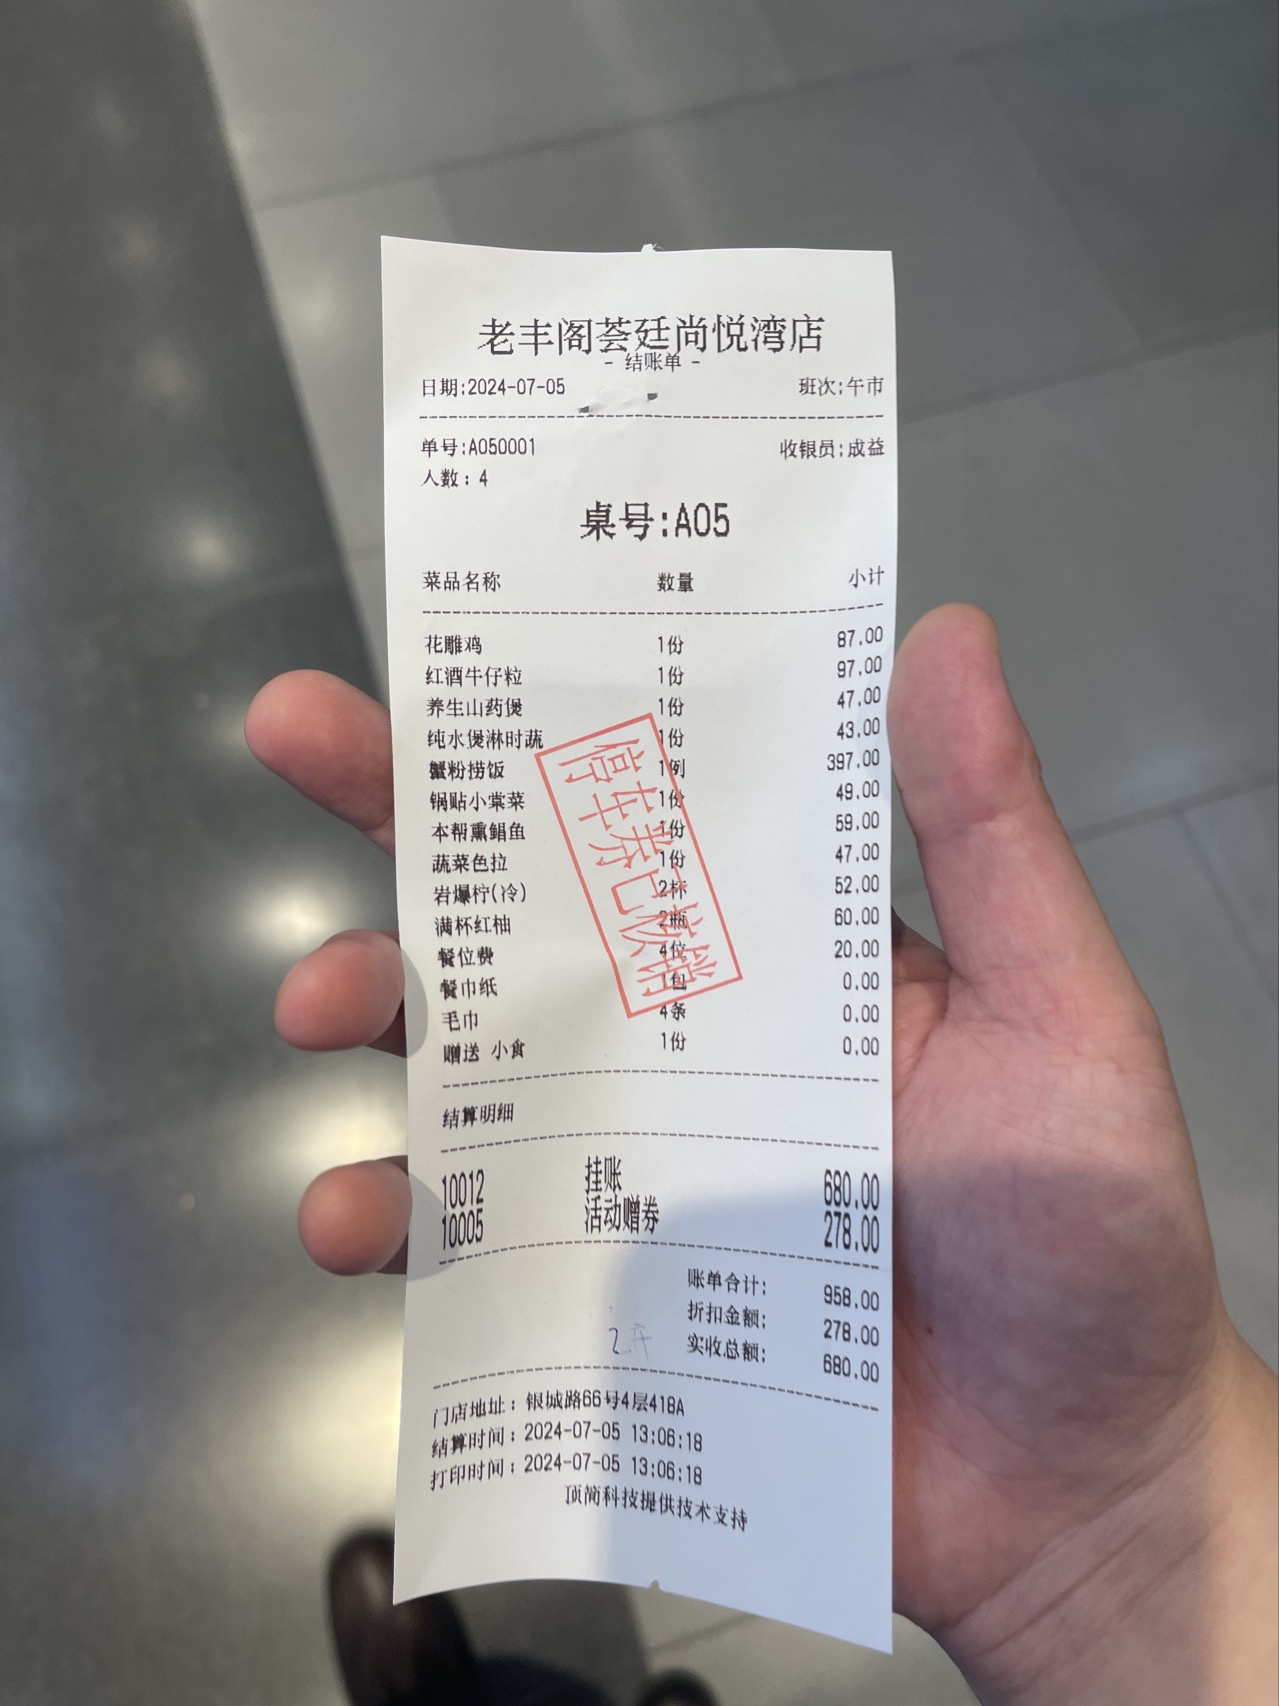 老丰阁荟廷尚悦湾店
- 结账单 -
日期:2024-07-05 班次:午市
单号:A050001 收银员:成益
人数: 4
桌号:A05
菜品名称 数量 小计
花雕鸡 1份 87.00
红酒牛仔粒 1份 97.00
养生山药煲 1份 47.00
纯水煲淋时蔬 1份 43.00
蟹粉捞饭 1例 397.00
锅贴小棠菜 1份 49.00
本帮熏鲳鱼 1份 59.00
蔬菜色拉 1份 47.00
岩爆柠(冷) 2杯 52.00
满杯红柚 2瓶 60.00
餐位费 4位 20.00
餐巾纸 包 0.00
毛巾 4条 0.00
赠送 小食 1份 0.00
停车券已核销
结算明细
10012 挂账 680.00
10005 活动赠券 278.00
账单合计: 958.00
折扣金额: 278.00
实收总额: 680.00
门店地址: 银城路66号4层418A
结算时间: 2024-07-05 13:06:18
打印时间: 2024-07-05 13:06:18
顶简科技提供技术支持